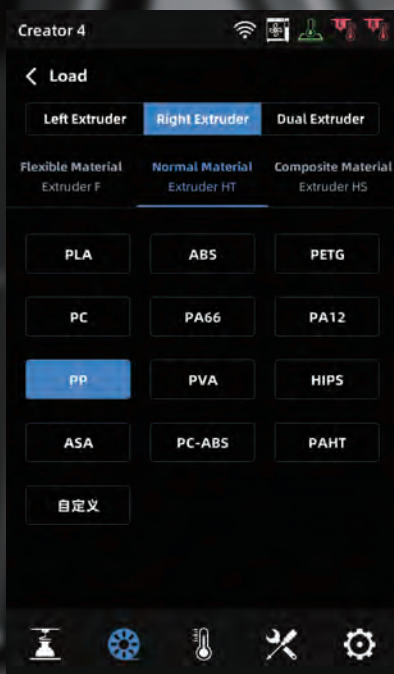 Creator 4
Load
Left Extruder Right Extruder Dual Extruder
Flexible Material Normal Material Composite Material
Extruder F Extruder HT Extruder HS
PLA ABS PETG
PC PA66 PA12
PP PVA HIPS
ASA PC-ABS PAHT
自定义